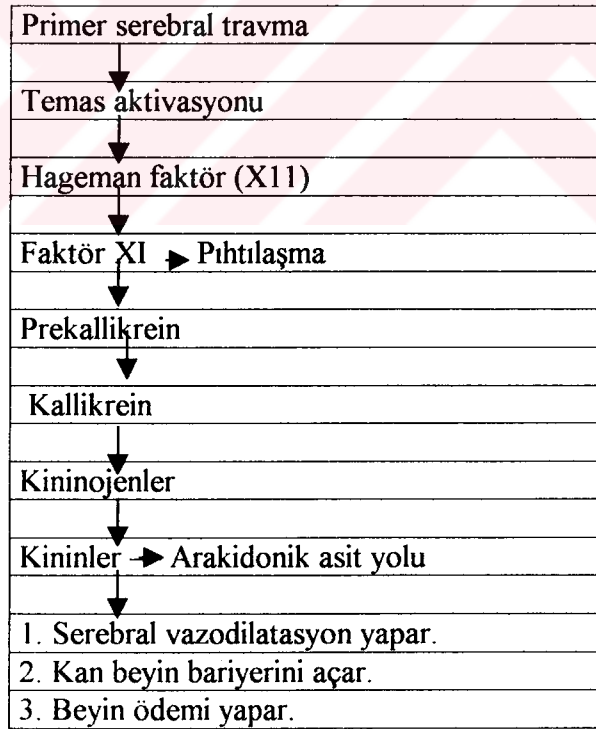 Primer serebral travma
Temas aktivasyonu
Hageman faktör (X11)
Faktör XI → Pıhtılaşma
Prekallikrein
Kallikrein
Kininojenler
Kininler → Arakidonik asit yolu
1. Serebral vazodilatasyon yapar.
2. Kan beyin bariyerini açar.
3. Beyin ödemi yapar.